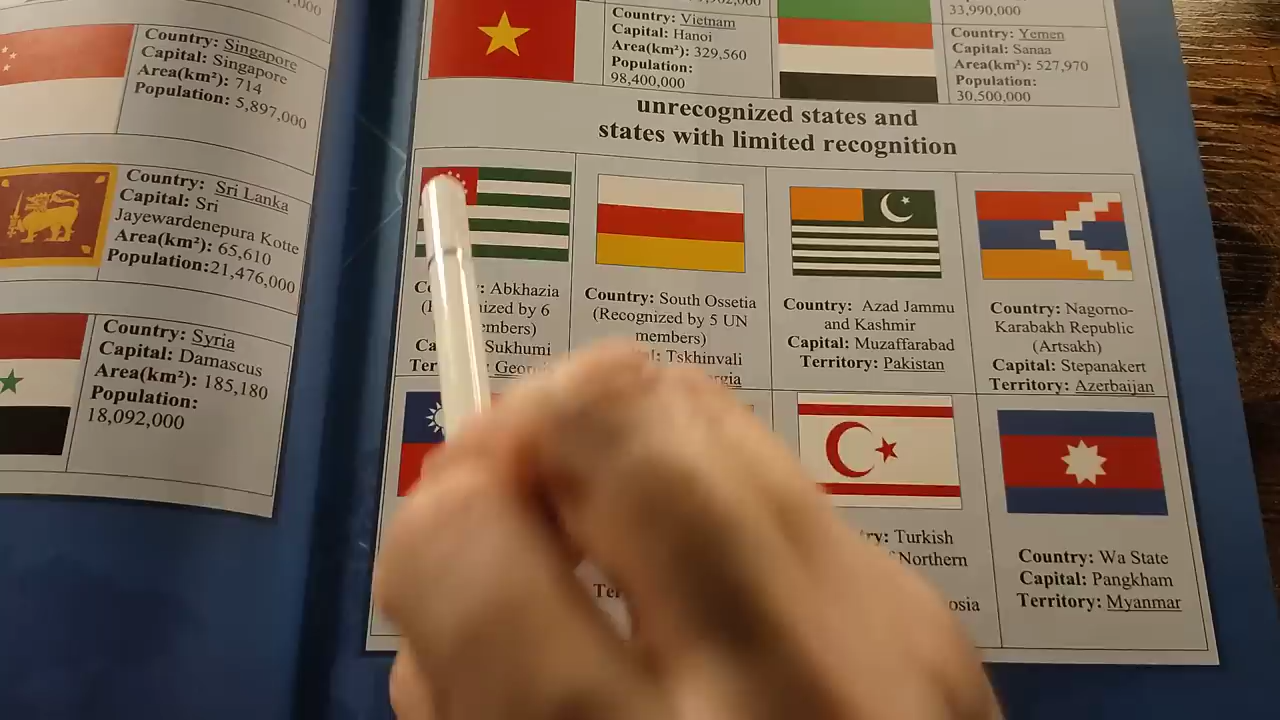 Country: Singapore
Capital: Singapore
Area(km²): 714
Population: 5,897,000
Country: Sri Lanka
Capital: Sri
Jayewardenepura Kotte
Area(km²): 65,610
Population:21,476,000
Country: Syria
Capital: Damascus
Area(km²): 185,180
Population:
18,092,000
Country: Vietnam
Capital: Hanoi
Area(km²): 329,560
Population:
98,400,000
33,990,000
Country: Yemen
Capital: Sanaa
Area(km²): 527,970
Population:
30,500,000
unrecognized states and
states with limited recognition
Abkhazia
by 6
Sukhumi
Country: South Ossetia
(Recognized by 5 UN
members)
Tskhinvali
Country: Azad Jammu
and Kashmir
Capital: Muzaffarabad
Territory: Pakistan
Country: Nagorno-
Karabakh Republic
(Artsakh)
Capital: Stepanakert
Territory: Azerbaijan
Turkish
Northern
Country: Wa State
Capital: Pangkham
Territory: Myanmar